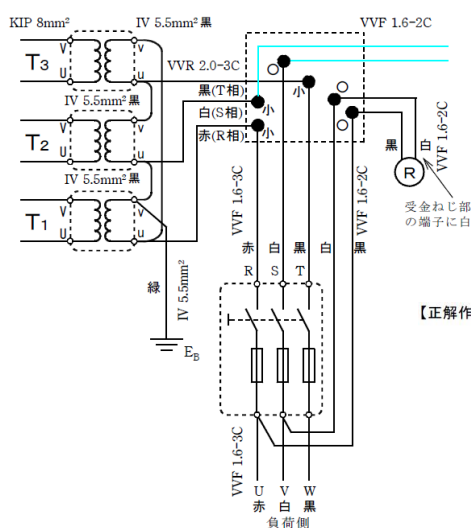 KIP 8mm²
IV 5.5mm² 黒
VVF 1.6-2C
T3
V
v
U
u
VVR 2.0-3C
黒(T相)
白(S相)
赤(R相)
小
小
小
IV 5.5mm² 黒
T2
V
v
U
u
IV 5.5mm² 黒
T1
V
v
U
u
緑
IV 5.5mm²
EB
VVF 1.6-3C
VVF 1.6-2C
黒
白
VVF 1.6-2C
R
受金ねじ部
の端子に白
赤
白
黒
白
黒
R
S
T
【正解作
VVF 1.6-3C
U
V
W
赤
白
黒
負荷側